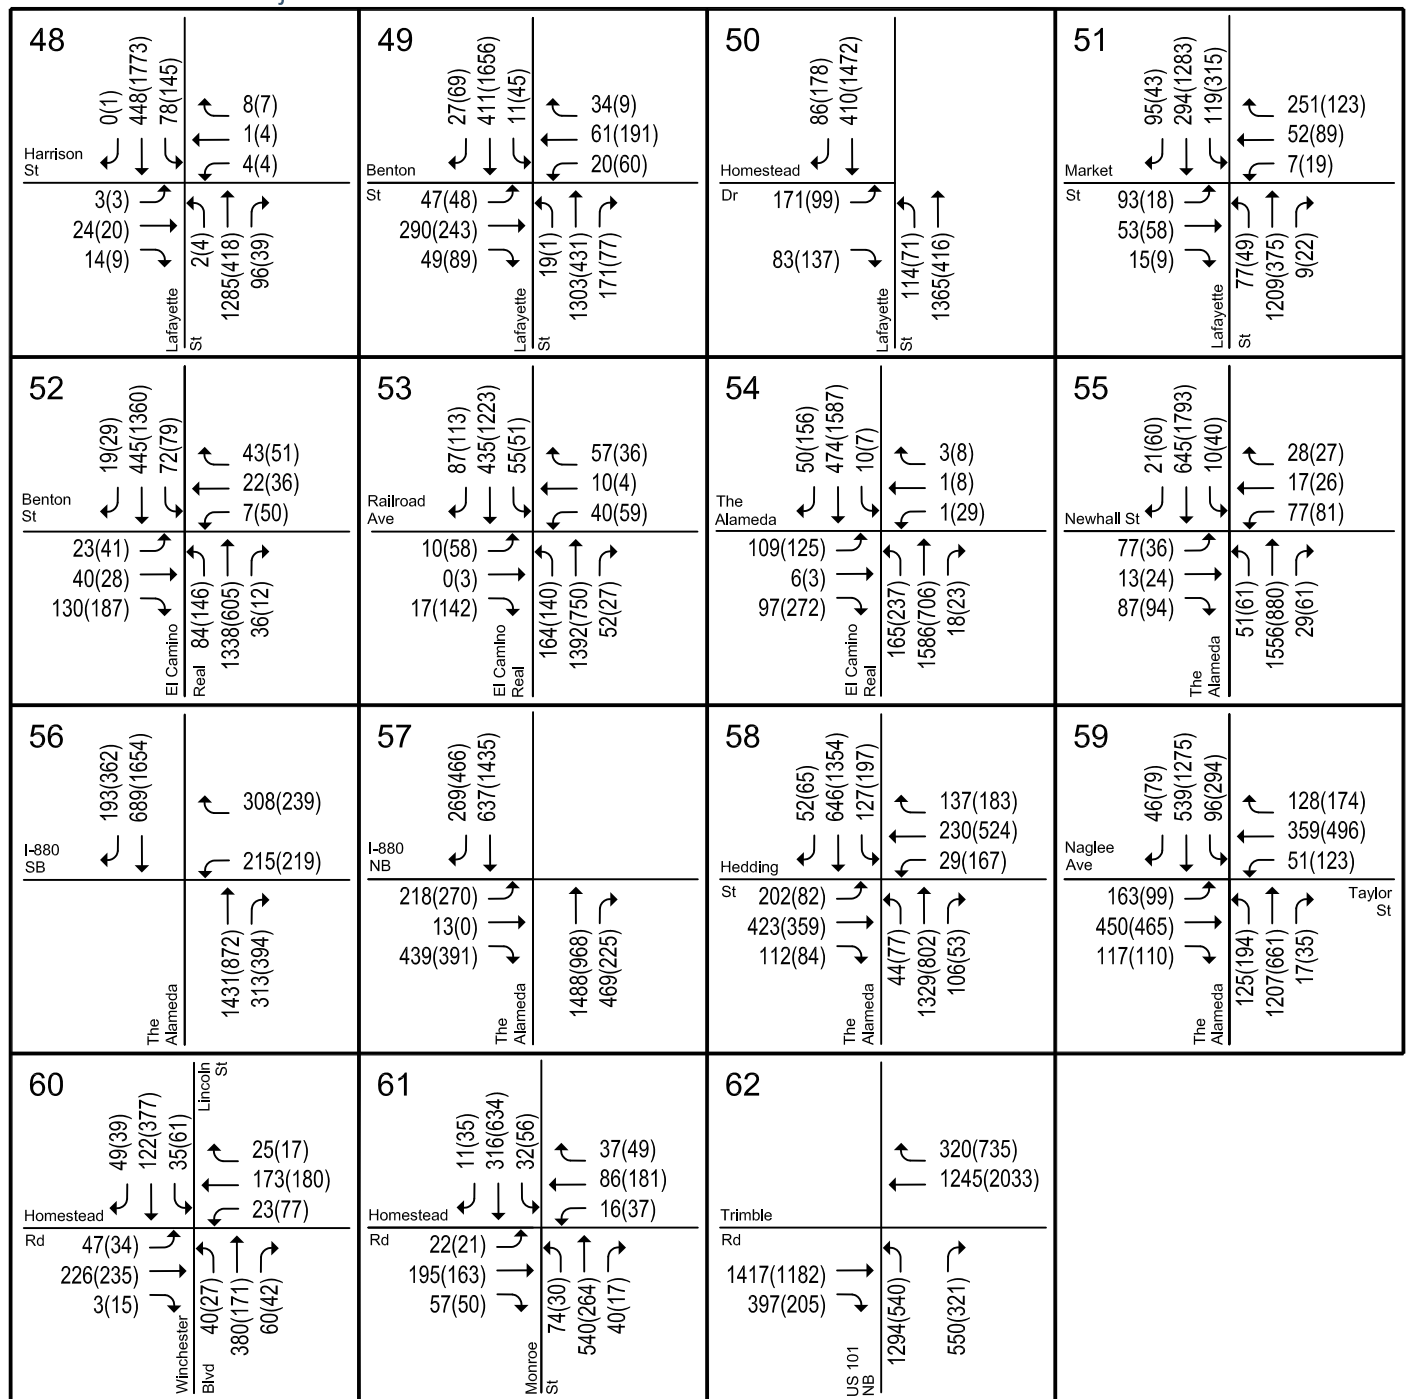 48
0(1)
448(1773)
78(145)
8(7)
1(4)
4(4)
Harrison
St
3(3)
24(20)
14(9)
2(4)
1285(418)
96(39)
Lafayette
St
49
27(69)
411(1656)
11(45)
34(9)
61(191)
20(60)
Benton
St
47(48)
290(243)
49(89)
19(1)
1303(431)
171(77)
Lafayette
St
50
86(178)
410(1472)
Homestead
Dr
171(99)
83(137)
114(71)
1365(416)
Lafayette
St
51
95(43)
294(1283)
119(315)
251(123)
52(89)
7(19)
Market
St
93(18)
53(58)
15(9)
77(49)
1209(375)
9(22)
Lafayette
St
52
19(29)
445(1360)
72(79)
43(51)
22(36)
7(50)
Benton
St
23(41)
40(28)
130(187)
84(146)
1338(605)
36(12)
El Camino
Real
53
87(113)
435(1223)
55(51)
57(36)
10(4)
40(59)
Railroad
Ave
10(58)
0(3)
17(142)
164(140)
1392(750)
52(27)
El Camino
Real
54
50(156)
474(1587)
10(7)
3(8)
1(8)
1(29)
The
Alameda
109(125)
6(3)
97(272)
165(237)
1586(706)
18(23)
El Camino
Real
55
21(60)
645(1793)
10(40)
28(27)
17(26)
77(81)
Newhall St
77(36)
13(24)
87(94)
51(61)
1556(880)
29(61)
The
Alameda
56
193(362)
689(1654)
308(239)
215(219)
I-880
SB
1431(872)
313(394)
The
Alameda
57
269(466)
637(1435)
I-880
NB
218(270)
13(0)
439(391)
1488(968)
469(225)
The
Alameda
58
52(65)
646(1354)
127(197)
137(183)
230(524)
29(167)
Hedding
St
202(82)
423(359)
112(84)
44(77)
1329(802)
106(53)
The
Alameda
59
46(79)
539(1275)
96(294)
128(174)
359(496)
51(123)
Naglee
Ave
Taylor
St
163(99)
450(465)
117(110)
125(194)
1207(661)
17(35)
The
Alameda
60
49(39)
122(377)
35(61)
Lincoln
St
25(17)
173(180)
23(77)
Homestead
Rd
47(34)
226(235)
3(15)
40(27)
380(171)
60(42)
Winchester
Blvd
61
11(35)
316(634)
32(56)
37(49)
86(181)
16(37)
Homestead
Rd
22(21)
195(163)
57(50)
74(30)
540(264)
40(17)
Monroe
St
62
320(735)
1245(2033)
Trimble
Rd
1417(1182)
397(205)
1294(540)
550(321)
US 101
NB